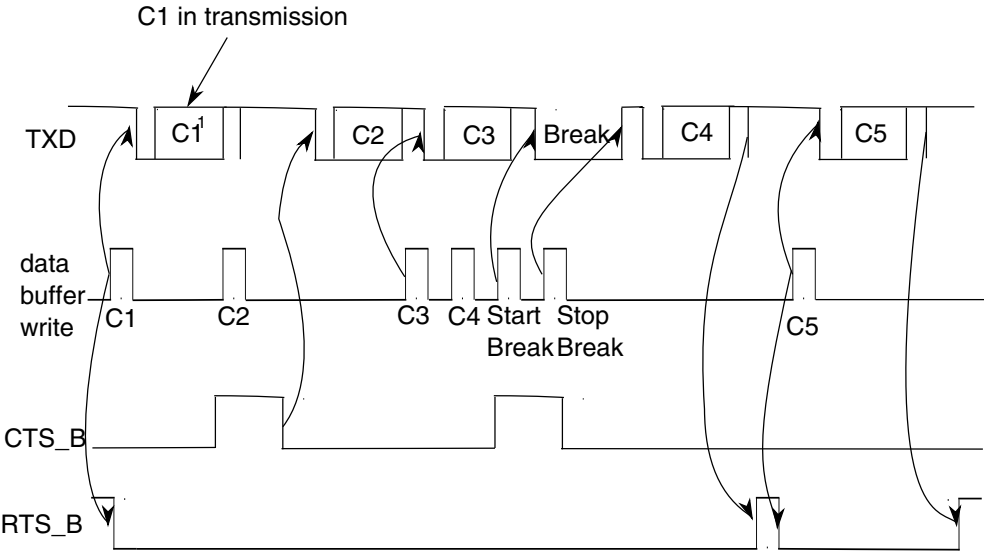 C1 in transmission
TXD
C1
1
C2
C3
Break
C4
C5
data
buffer
write
C1
C2
C3
C4
Start
Break
Stop
Break
C5
CTS_B
RTS_B